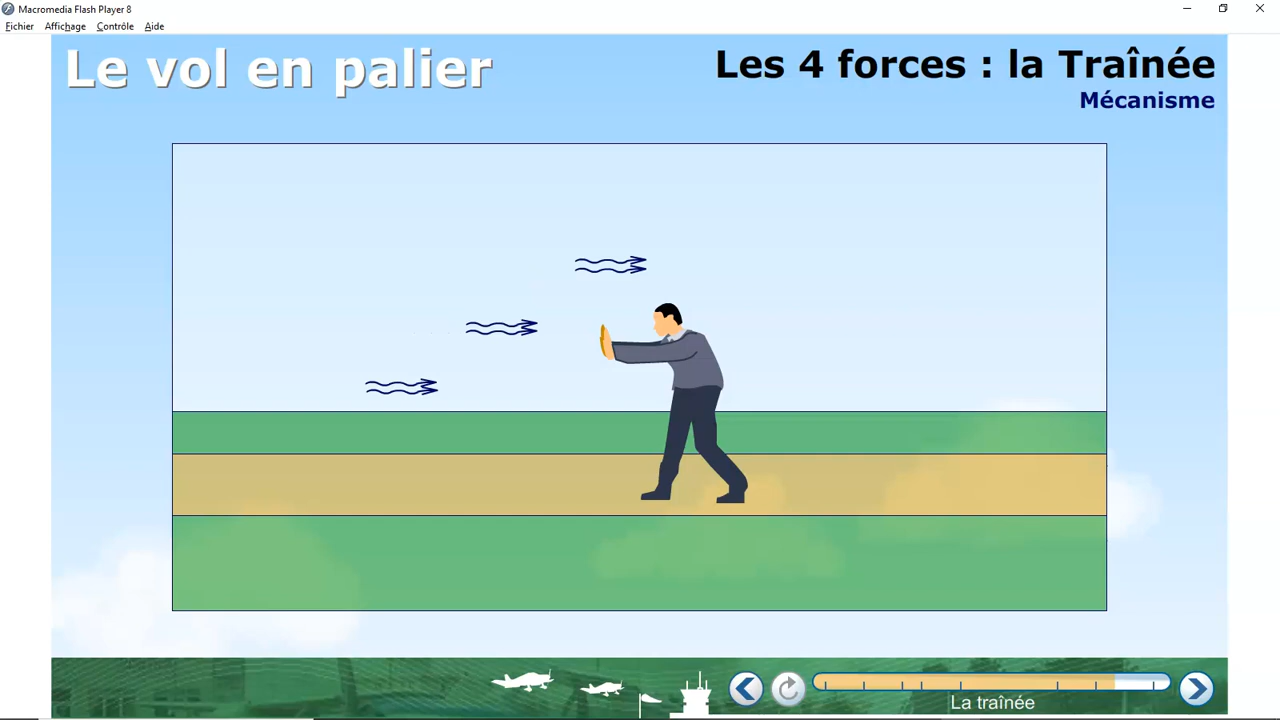 Macromedia Flash Player 8
Fichier Affichage Contrôle Aide
Le vol en palier
Les 4 forces : la Traînée
Mécanisme
La traînée